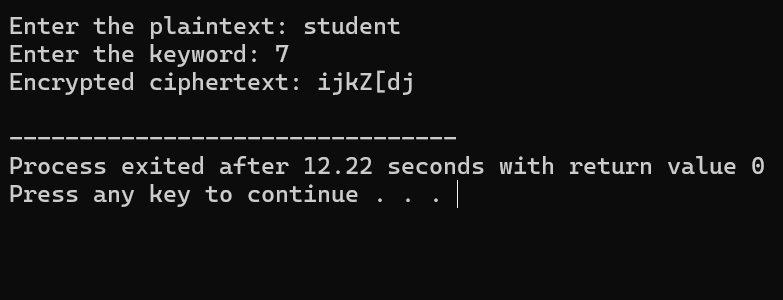 Enter the plaintext: student
Enter the keyword: 7
Encrypted ciphertext: ijkZ[dj
--------------------------------
Process exited after 12.22 seconds with return value 0
Press any key to continue . . .